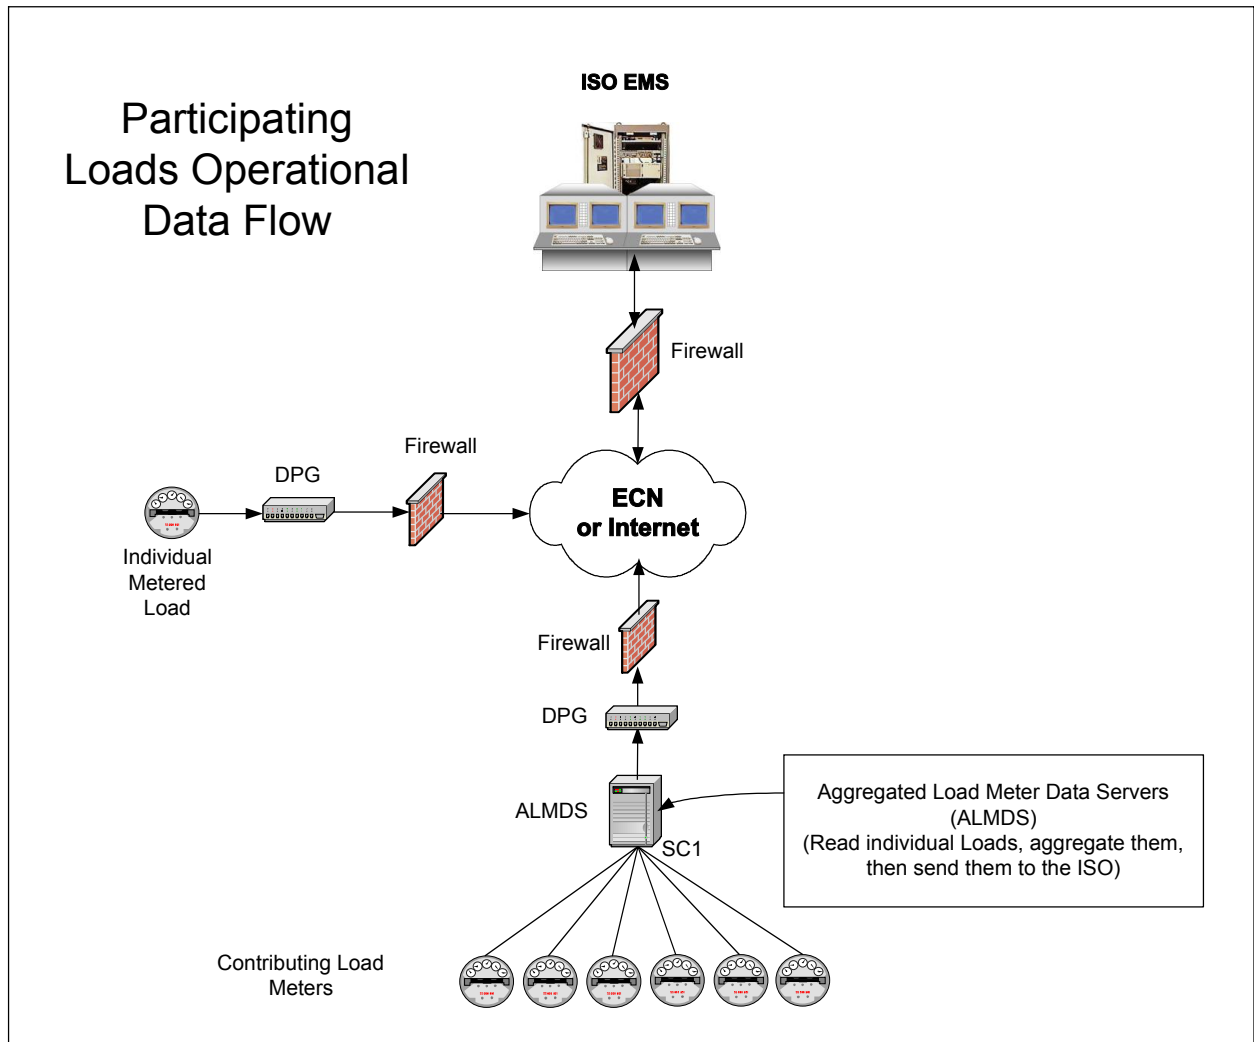 Participating
Loads Operational
Data Flow
ISO EMS
Firewall
Firewall
DPG
ECN
or Internet
Individual
Metered
Load
Firewall
DPG
ALMDS
SC1
Aggregated Load Meter Data Servers
(ALMDS)
(Read individual Loads, aggregate them,
then send them to the ISO)
Contributing Load
Meters